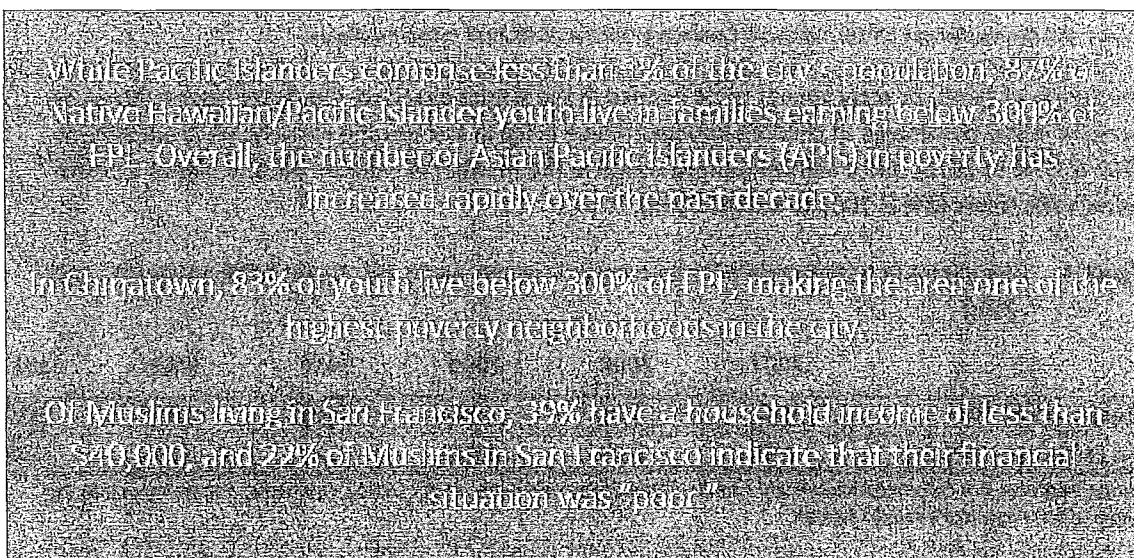 While Pacific Islanders comprise less than 1% of the city's population, 87% of
Native Hawaiian/Pacific Islander youth live in families earning below 300% of
FPL. Overall, the number of Asian Pacific Islanders (APIs) in poverty has
increased rapidly over the past decade.
In Chinatown, 83% of youth live below 300% of FPL, making the area one of the
highest poverty neighborhoods in the city.
Of Muslims living in San Francisco, 39% have a household income of less than
$40,000, and 22% of Muslims in San Francisco indicate that their financial
situation was "poor."